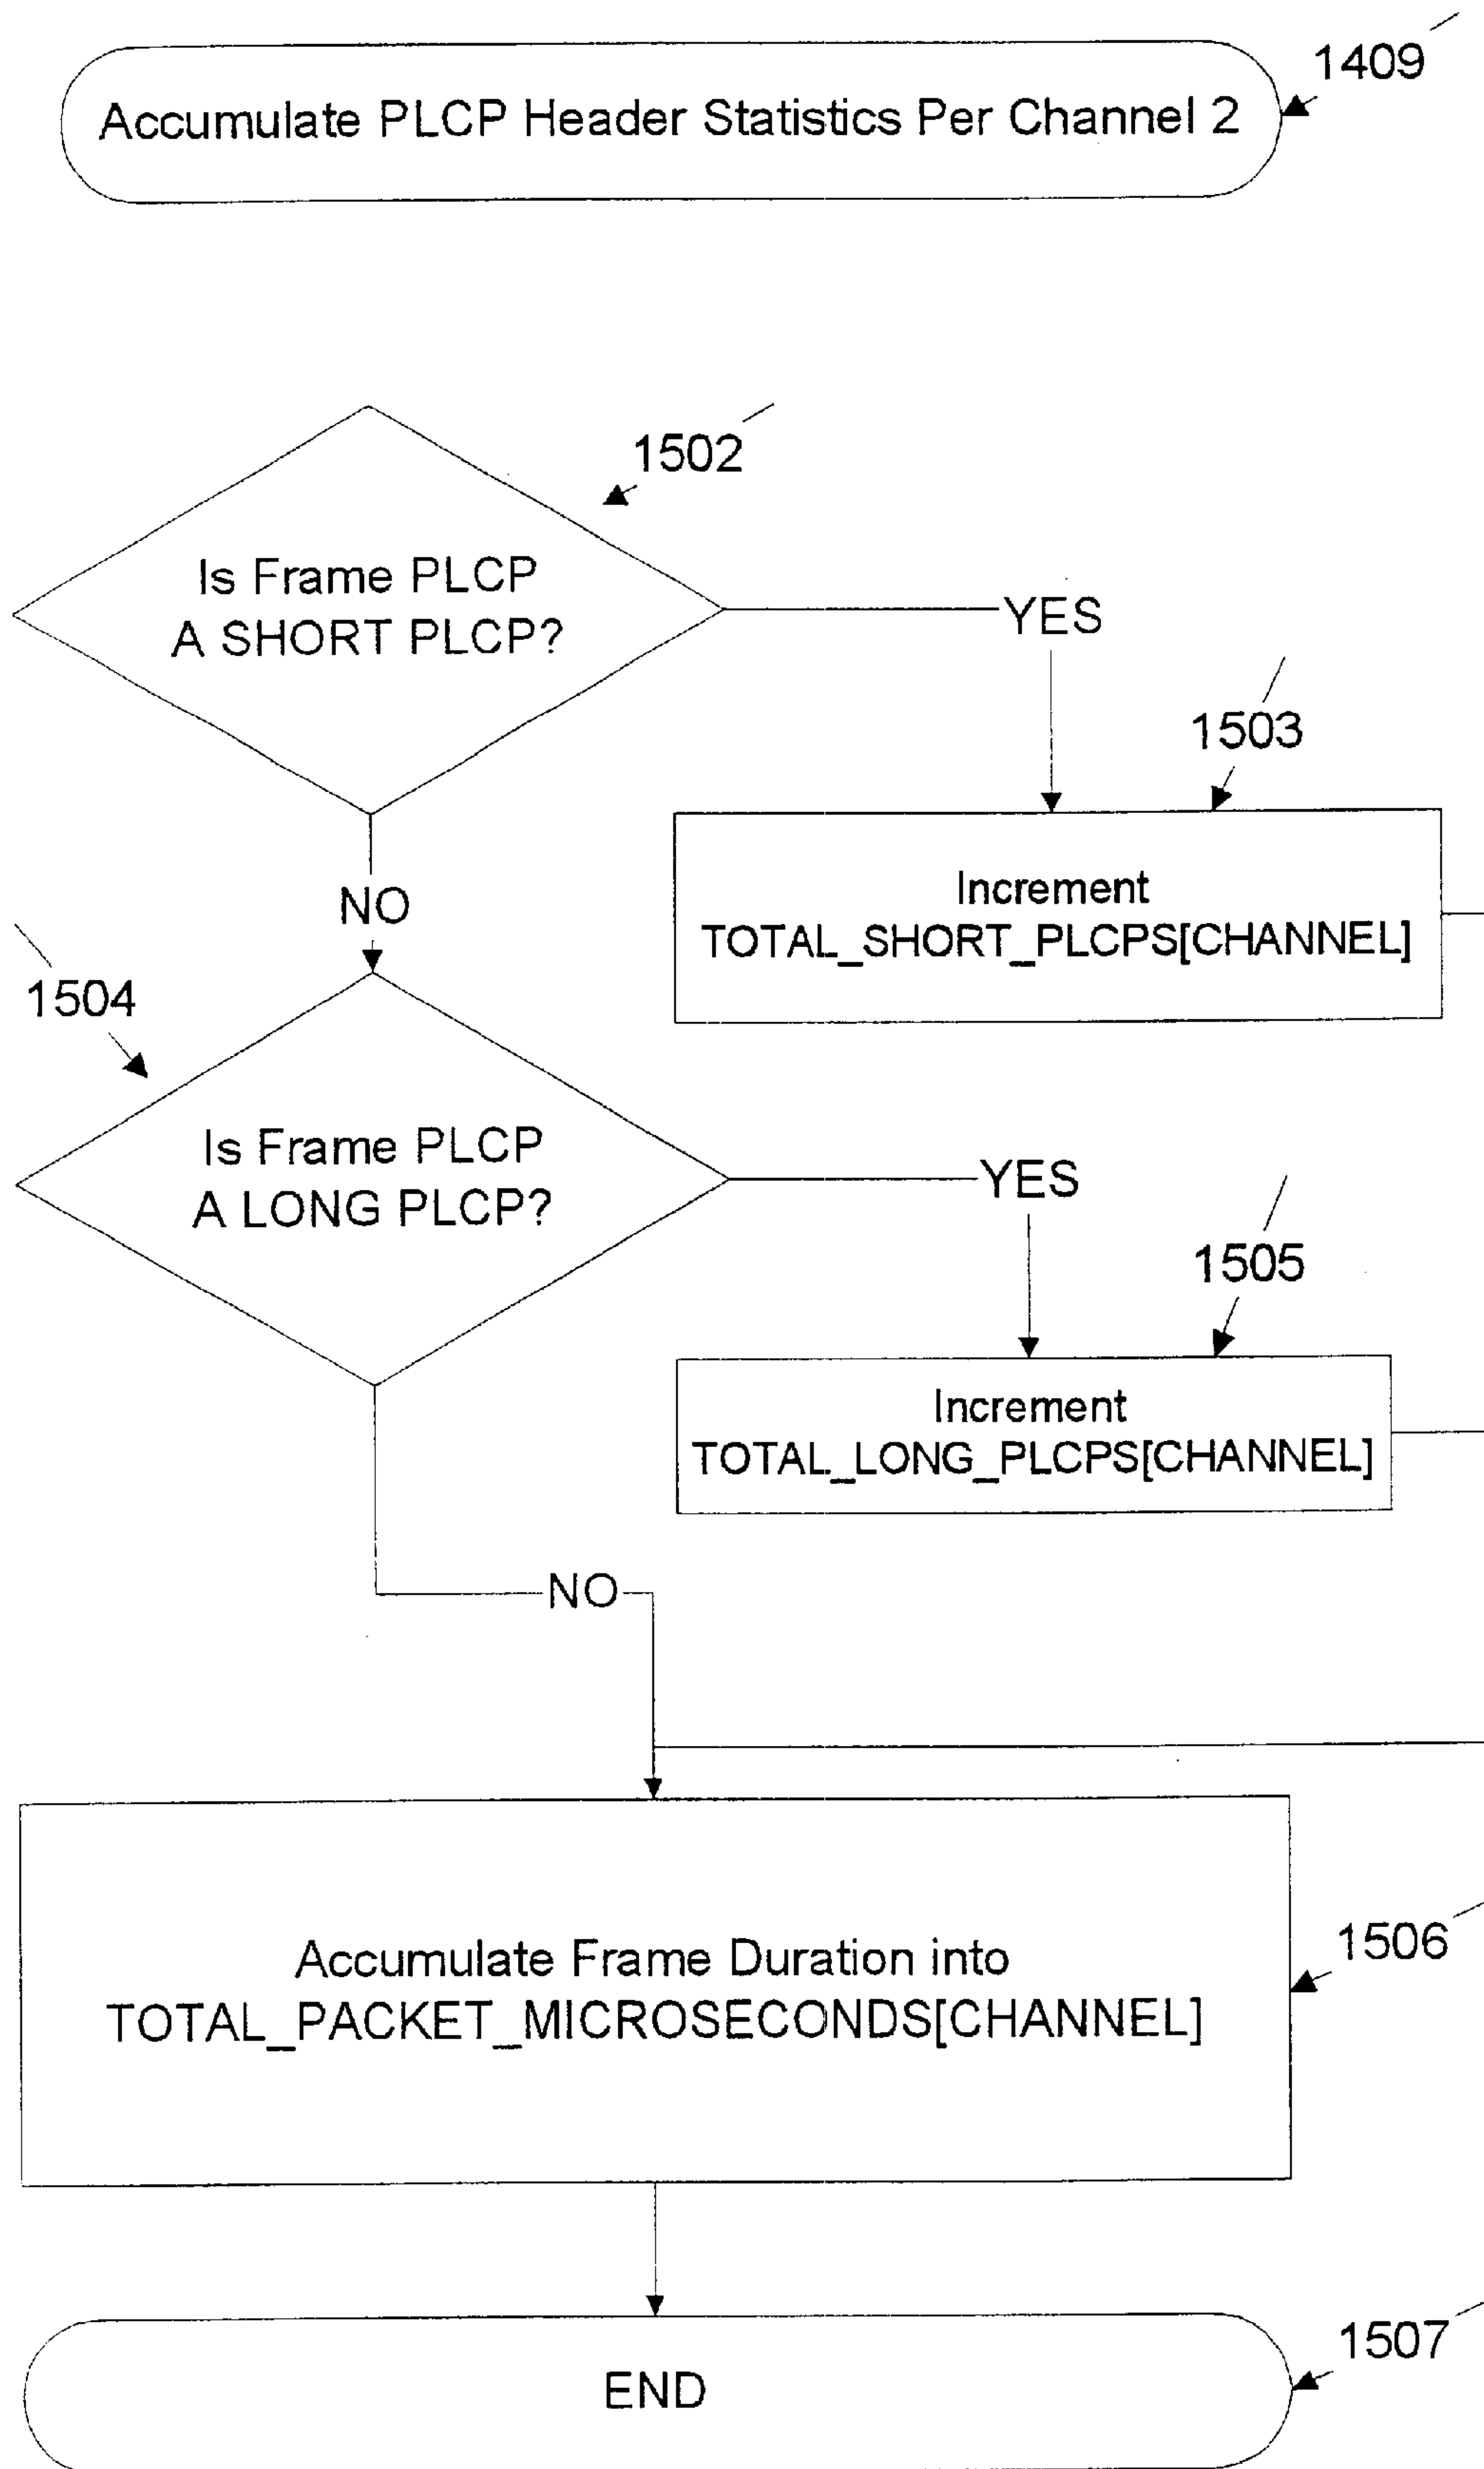 1409
Accumulate PLCP Header Statistics Per Channel 2
1502
Is Frame PLCP
A SHORT PLCP?
YES
1503
Increment
TOTAL_SHORT_PLCPS[CHANNEL]
NO
1504
Is Frame PLCP
A LONG PLCP?
YES
1505
Increment
TOTAL_LONG_PLCPS[CHANNEL]
NO
1506
Accumulate Frame Duration into
TOTAL_PACKET_MICROSECONDS[CHANNEL]
1507
END